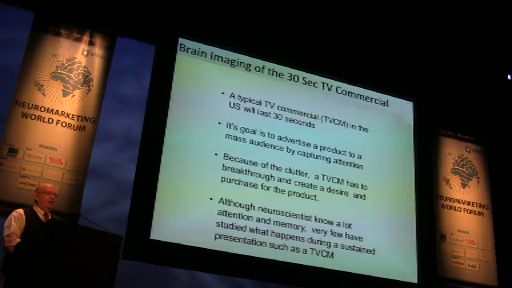 NEUROMARKETING
WORLD FORUM
Brain Imaging of the 30 Sec TV Commercial
• A typical TV commercial (TVCM) in the
US will last 30 seconds
• It's goal is to advertise a product to a
mass audience by capturing attention
• Because of the clutter, a TVCM has to
breakthrough and create a desire and
purchase for the product.
• Although neuroscientist know a lot
attention and memory, very few have
studied what happens during a sustained
presentation such as a TVCM
NEUROMARKETING
WORLD FORUM